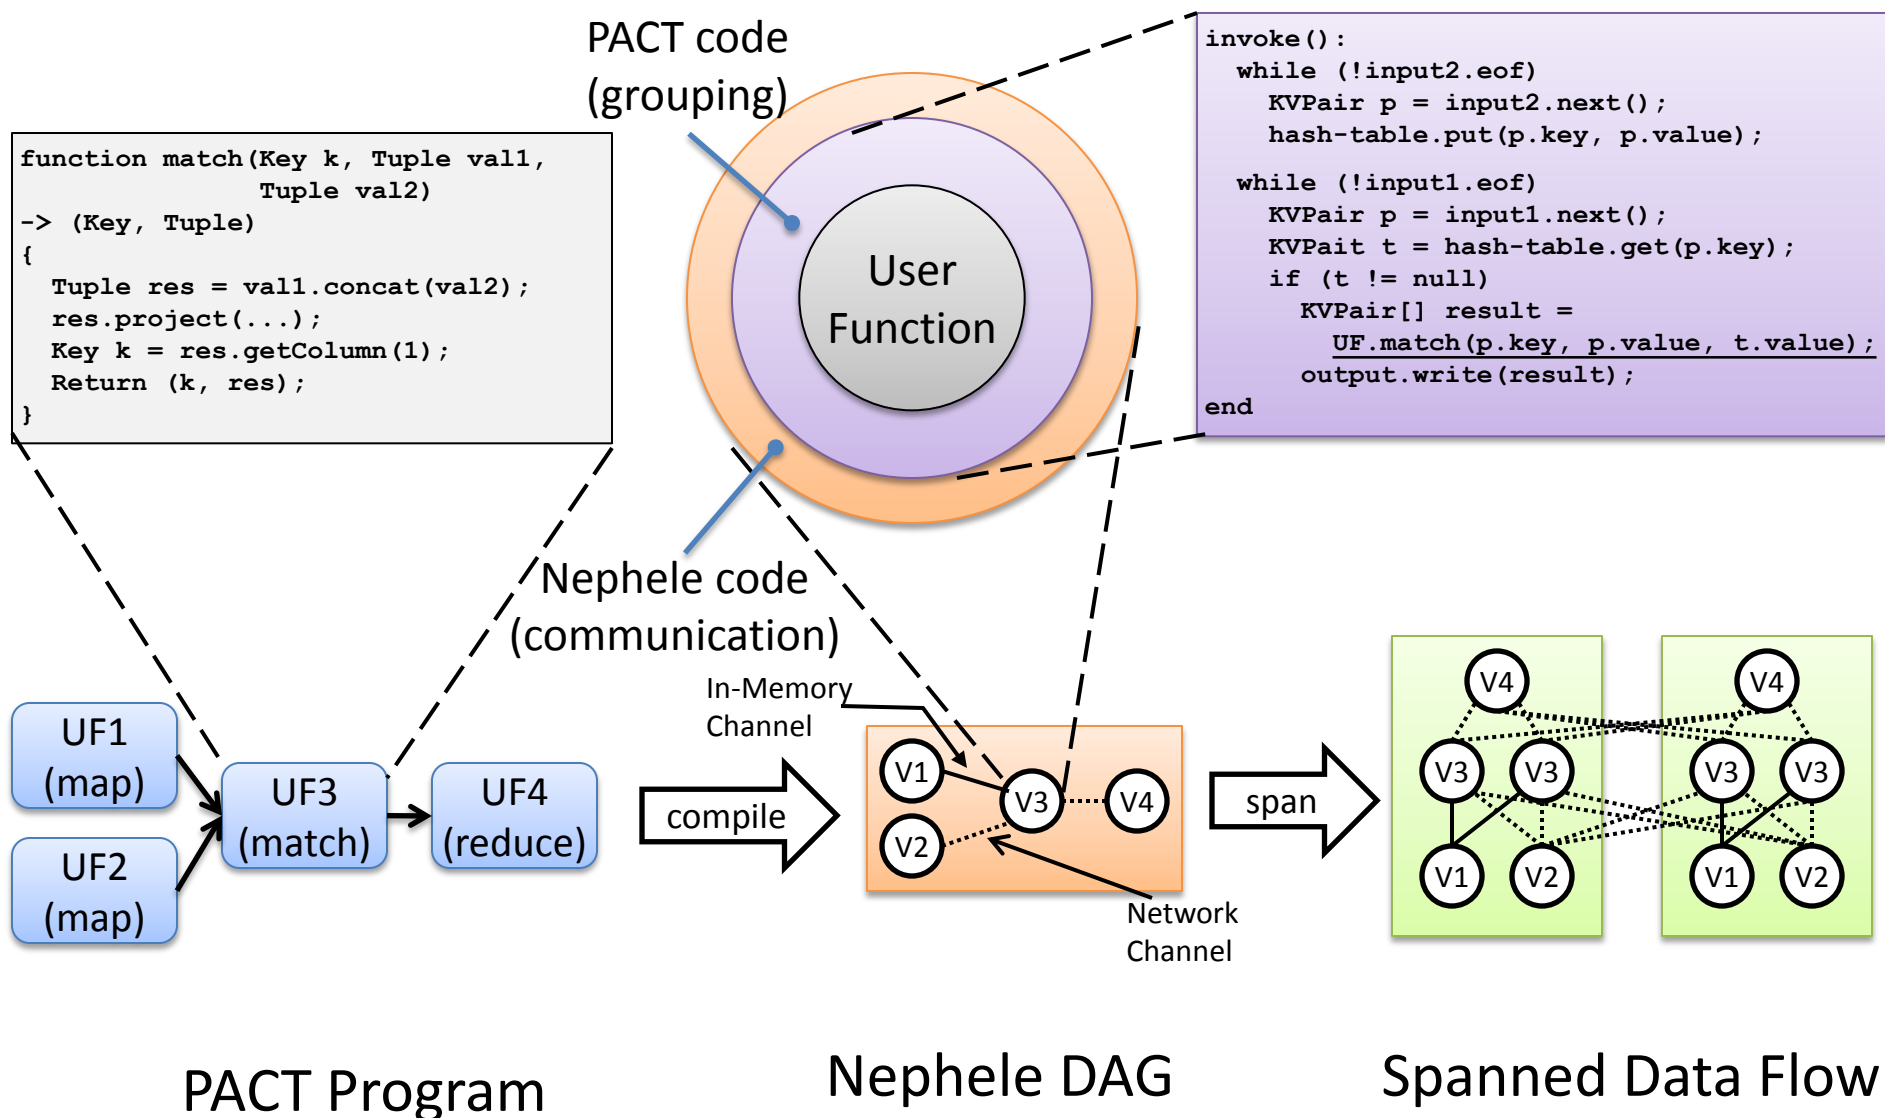 PACT code
(grouping)
function match(Key k, Tuple val1,
Tuple val2)
-> (Key, Tuple)
{
Tuple res = val1.concat(val2);
res.project(...);
Key k = res.getColumn(1);
Return (k, res);
}
User
Function
invoke():
while (!input2.eof)
KVPair p = input2.next();
hash-table.put(p.key, p.value);
while (!input1.eof)
KVPair p = input1.next();
KVPait t = hash-table.get(p.key);
if (t != null)
KVPair[] result =
UF.match(p.key, p.value, t.value);
output.write(result);
end
Nephele code
(communication)
UF1
(map)
UF2
(map)
UF3
(match)
UF4
(reduce)
compile
In-Memory
Channel
V1
V2
V3
V4
Network
Channel
span
V4
V3
V3
V1
V2
V4
V3
V3
V1
V2
PACT Program
Nephele DAG
Spanned Data Flow